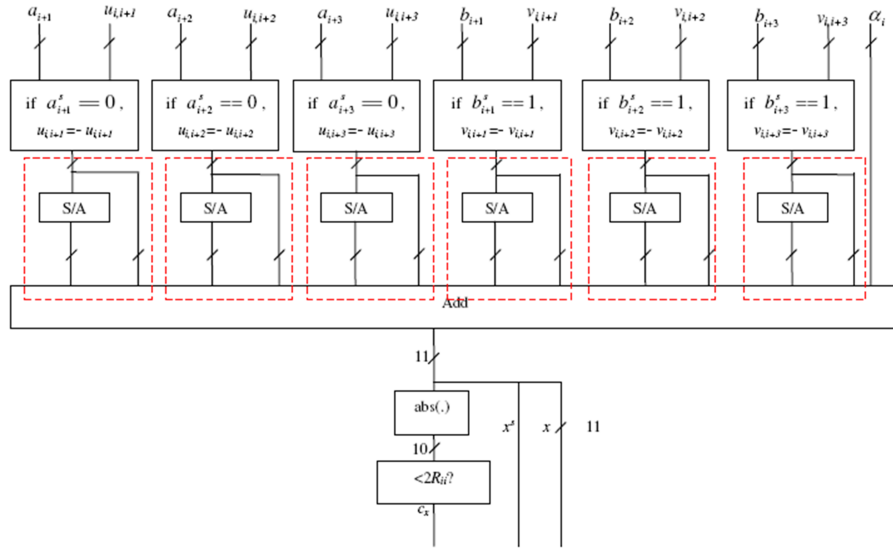 a_{i+1} u_{i,i+1} a_{i+2} u_{i,i+2} a_{i+3} u_{i,i+3} b_{i+1} v_{i,i+1} b_{i+2} v_{i,i+2} b_{i+3} v_{i,i+3} α_i
if a^s_{i+1} == 0 , if a^s_{i+2} == 0 , if a^s_{i+3} == 0 , if b^s_{i+1} == 1, if b^s_{i+2} == 1, if b^s_{i+3} == 1,
u_{i,i+1}=- u_{i,i+1} u_{i,i+2}=- u_{i,i+2} u_{i,i+3}=- u_{i,i+3} v_{i,i+1}=- v_{i,i+1} v_{i,i+2}=- v_{i,i+2} v_{i,i+3}=- v_{i,i+3}
S/A S/A S/A S/A S/A S/A
Add
11
abs(.)
x^s x 11
10
<2R_{ii}?
c_x